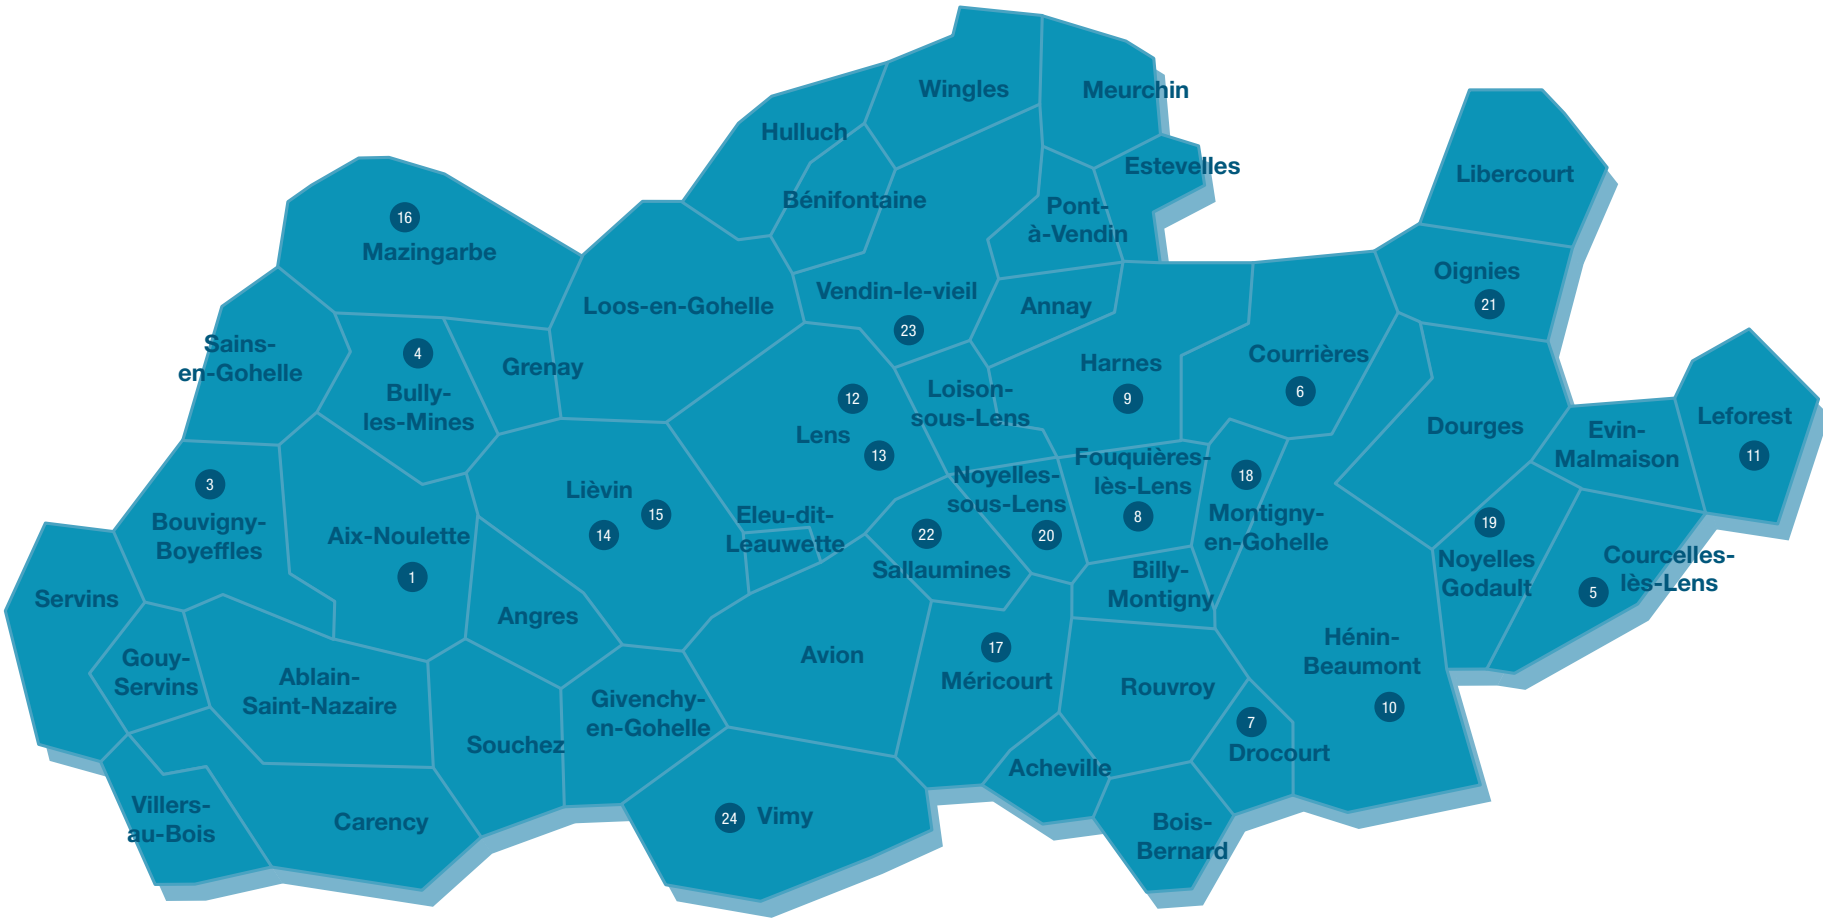 Wingles
Meurchin
Hulluch
Estevelles
Libercourt
Bénifontaine
Pont-
à-Vendin
16
Mazingarbe
Oignies
21
Vendin-le-vieil
23
Loos-en-Gohelle
Annay
Sains-
en-Gohelle
4
Bully-
les-Mines
Grenay
Harnes
9
Courrières
6
Loison-
sous-Lens
12
Lens
13
Dourges
Evin-
Malmaison
Leforest
11
3
Bouvigny-
Boyeffles
Aix-Noulette
1
Lièvin
14
15
Eleu-dit-
Leauwette
Noyelles-
sous-Lens
20
Fouquières-
lès-Lens
8
18
Montigny-
en-Gohelle
22
Sallaumines
19
Noyelles
Godault
Courcelles-
lès-Lens
5
Billy-
Montigny
Servins
Angres
Gouy-
Servins
Ablain-
Saint-Nazaire
Avion
17
Méricourt
Rouvroy
Hénin-
Beaumont
10
Souchez
Givenchy-
en-Gohelle
7
Drocourt
Acheville
Villers-
au-Bois
Carency
24
Vimy
Bois-
Bernard